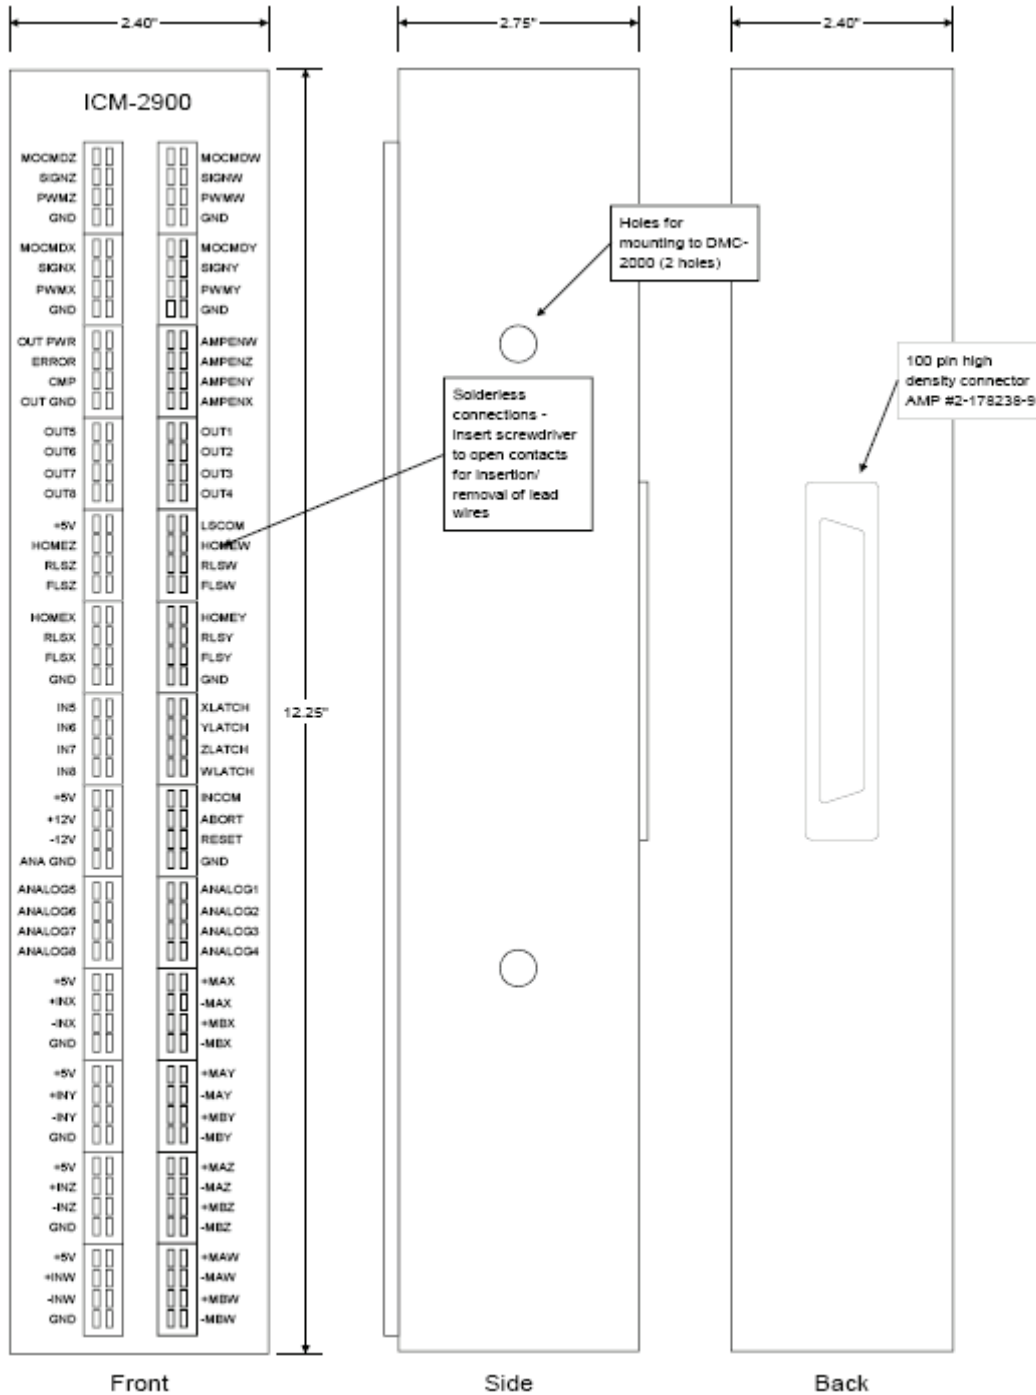 2.40"
2.75"
2.40"
ICM-2900
MOCMDZ MOCMDW
SIGNZ SIGNW
PWMZ PWMW
GND GND
MOCMDX MOCMDY
SIGNX SIGNY
PWMX PWMY
GND GND
OUT PWR AMPENW
ERROR AMPENZ
CMP AMPENY
OUT GND AMPENX
OUT5 OUT1
OUT6 OUT2
OUT7 OUT3
OUT8 OUT4
+5V LSCOM
HOMEZ HOMEW
RLSZ RLSW
FLSZ FLSW
HOMEX HOMEY
RLSX RLSY
FLSX FLSY
GND GND
IN5 XLATCH
IN6 YLATCH
IN7 ZLATCH
IN8 WLATCH
+5V INCOM
+12V ABORT
-12V RESET
ANA GND GND
ANALOG5 ANALOG1
ANALOG6 ANALOG2
ANALOG7 ANALOG3
ANALOG8 ANALOG4
+5V +MAX
+INX -MAX
-INX +MBX
GND -MBX
+5V +MAY
+INY -MAY
-INY +MBY
GND -MBY
+5V +MAZ
+INZ -MAZ
-INZ +MBZ
GND -MBZ
+5V +MAW
+INW -MAW
-INW +MBW
GND -MBW
12.25"
Holes for
mounting to DMC-
2000 (2 holes)
Solderless
connections -
Insert screwdriver
to open contacts
for insertion/
removal of lead
wires
100 pin high
density connector
AMP #2-178238-9
Front
Side
Back